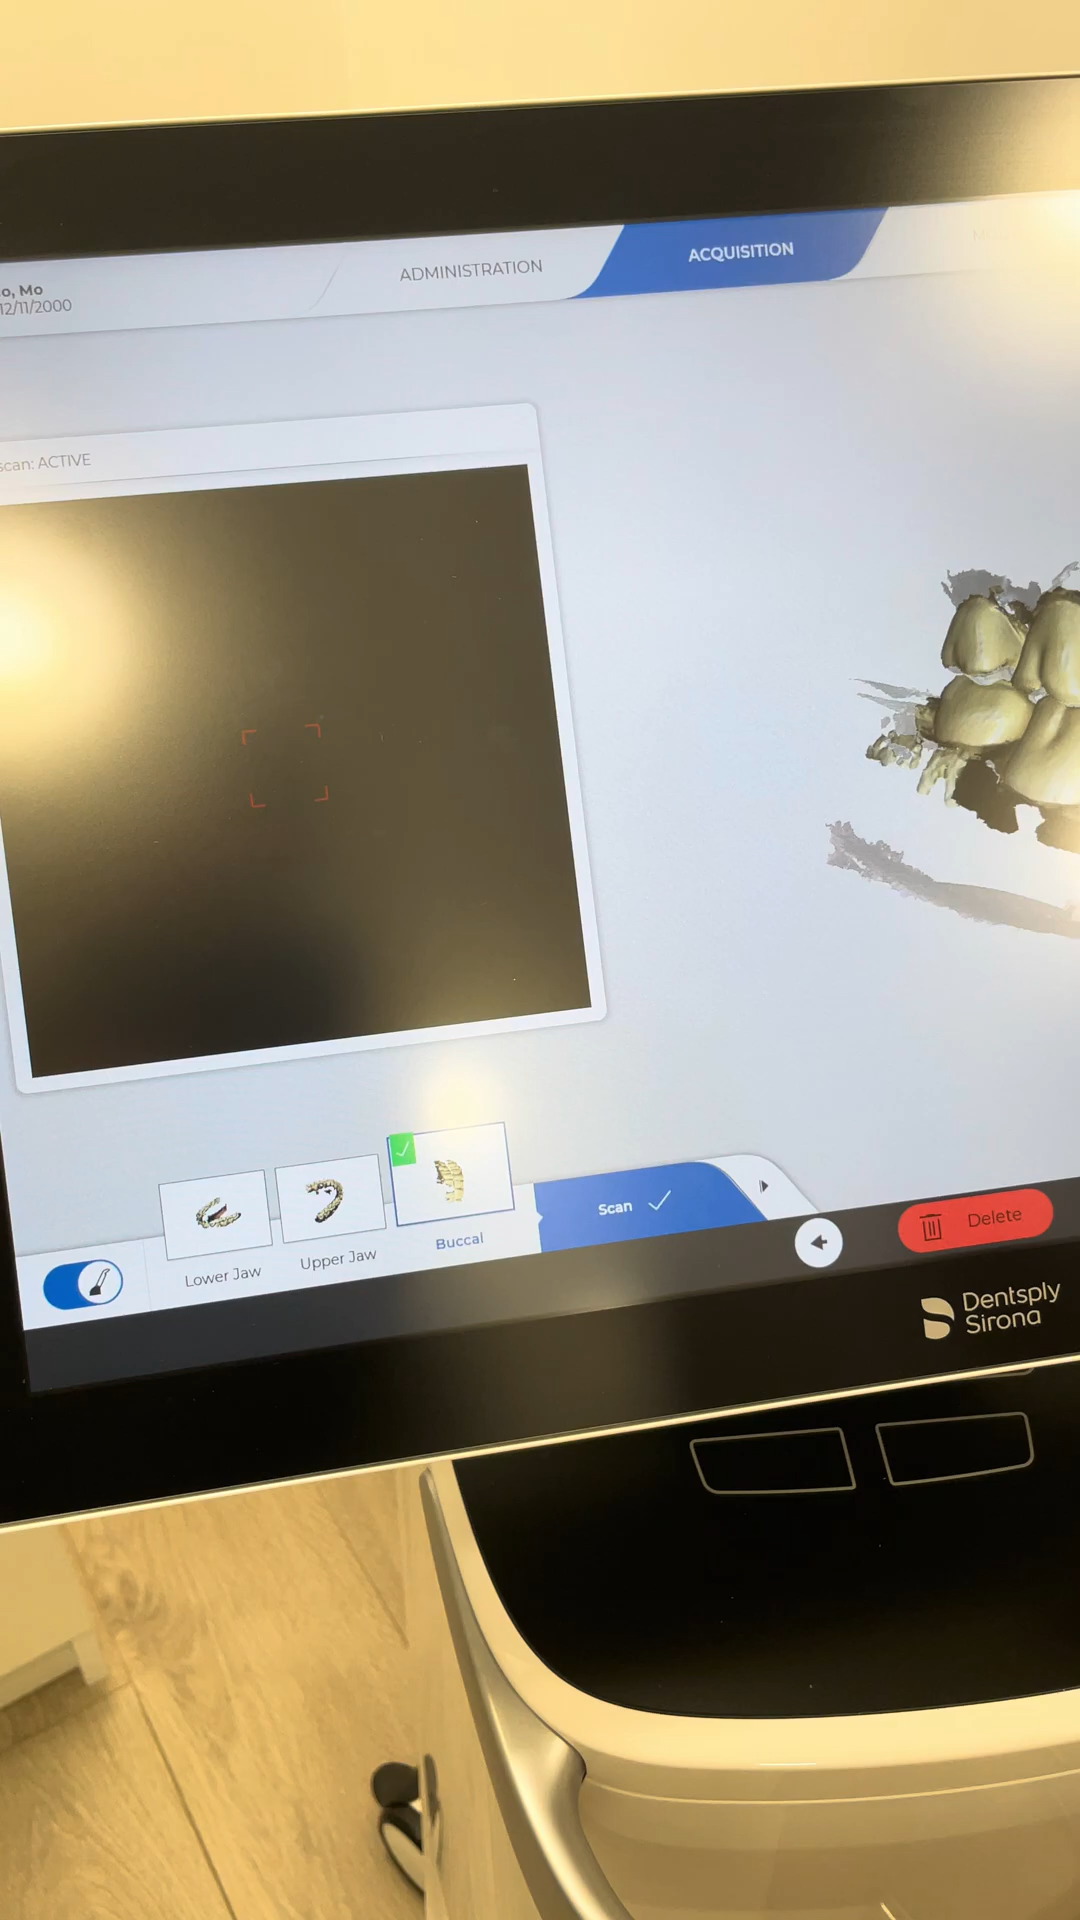 o, Mo
12/11/2000
ADMINISTRATION
ACQUISITION
scan: ACTIVE
Lower Jaw
Upper Jaw
Buccal
Scan
Delete
Dentsply
Sirona